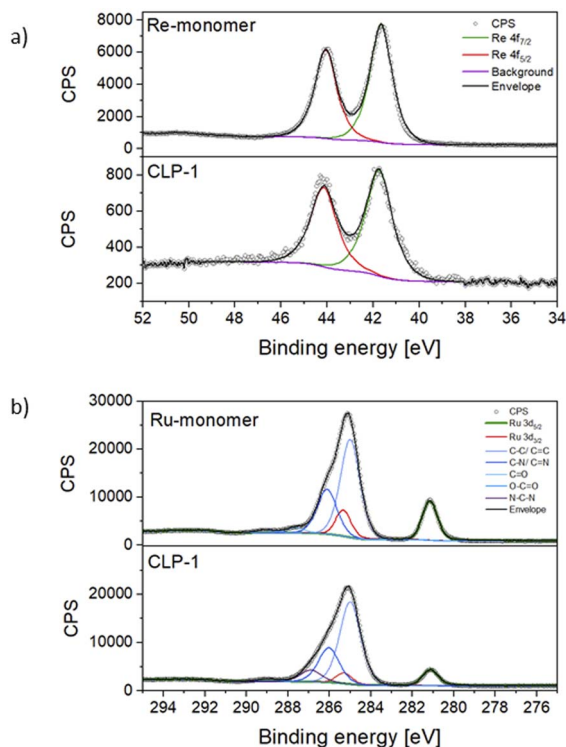 a)
Re-monomer
CPS
Re 4f7/2
Re 4f5/2
Background
Envelope
8000
6000
4000
2000
0
CPS
CLP-1
800
600
400
200
CPS
52 50 48 46 44 42 40 38 36 34
Binding energy [eV]
b)
Ru-monomer
CPS
Ru 3d5/2
Ru 3d3/2
C-C/ C=C
C-N/ C=N
C=O
O-C=O
N-C-N
Envelope
30000
20000
10000
0
CPS
CLP-1
20000
10000
0
CPS
295 290 288 286 284 282 280 278 275
Binding energy [eV]